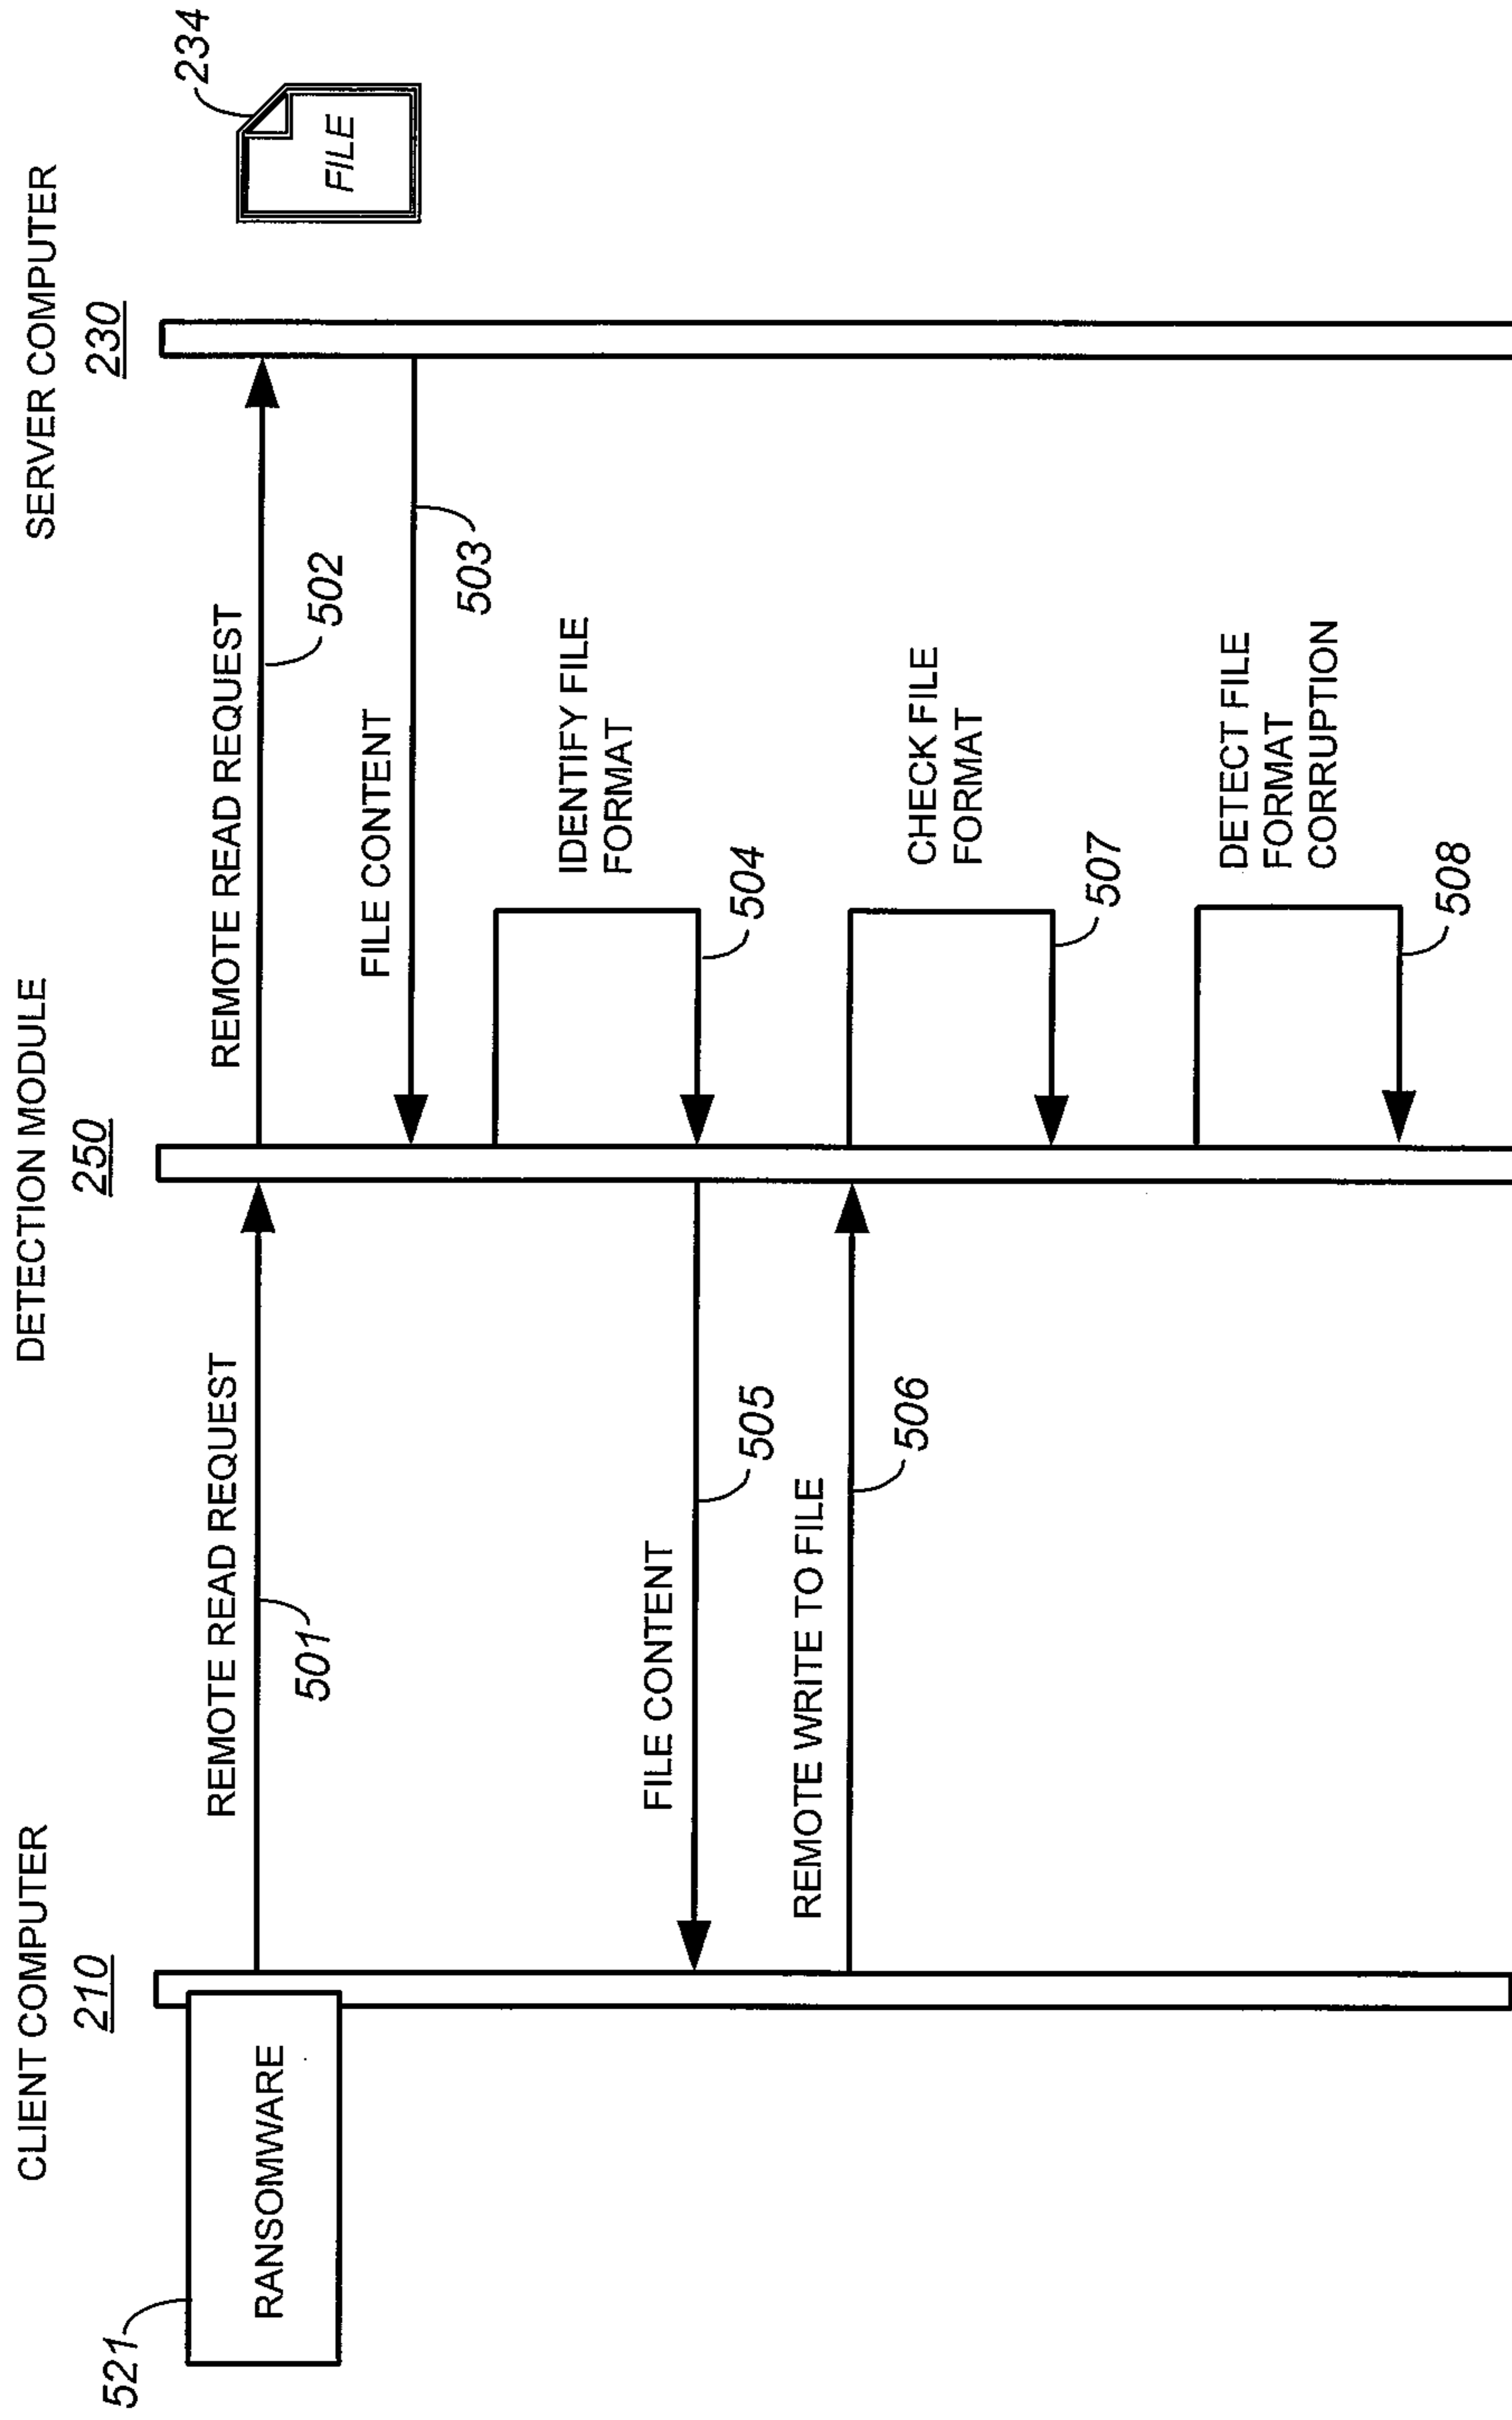 CLIENT COMPUTER
210
DETECTION MODULE
250
SERVER COMPUTER
230
521
RANSOMWARE
REMOTE READ REQUEST
501
REMOTE READ REQUEST
502
234
FILE
FILE CONTENT
503
IDENTIFY FILE
FORMAT
504
FILE CONTENT
505
REMOTE WRITE TO FILE
506
CHECK FILE
FORMAT
507
DETECT FILE
FORMAT
CORRUPTION
508